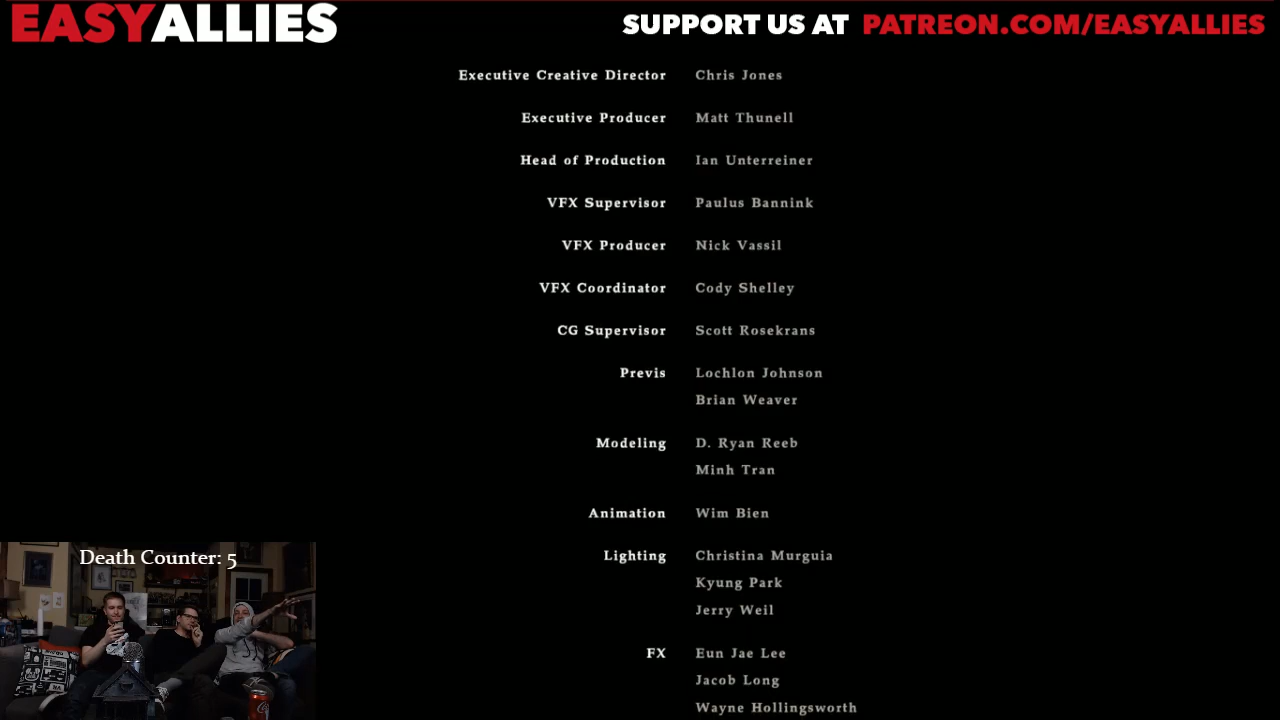 EASYALLIES
SUPPORT US AT PATREON.COM/EASYALLIES
Executive Creative Director Chris Jones
Executive Producer Matt Thunell
Head of Production Ian Unterreiner
VFX Supervisor Paulus Bannink
VFX Producer Nick Vassil
VFX Coordinator Cody Shelley
CG Supervisor Scott Rosekrans
Previs Lochlon Johnson
Brian Weaver
Modeling D. Ryan Reeb
Minh Tran
Animation Wim Bien
Lighting Christina Murguia
Kyung Park
Jerry Weil
FX Eun Jae Lee
Jacob Long
Wayne Hollingsworth
Death Counter: 5